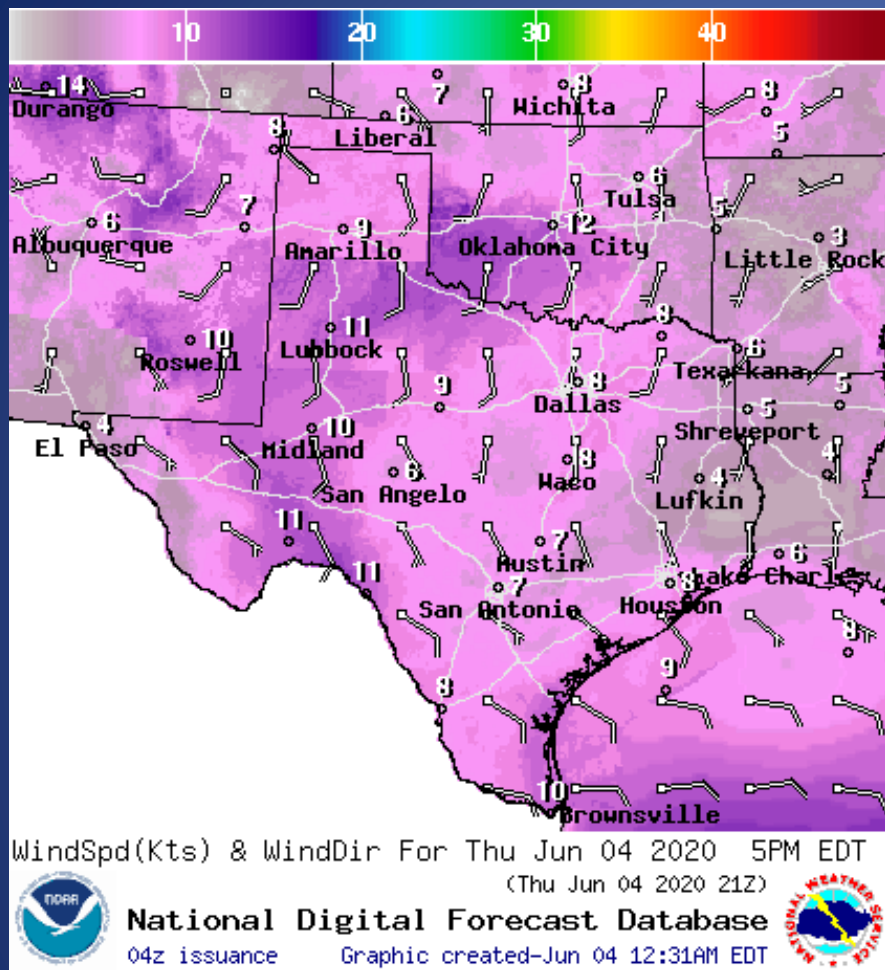 10 20 30 40
14 8 8
Durango 7 Wichita
6
Liberal
8 5
6
Tulsa
6 7 9 12 5 3
Albuquerque Amarillo Oklahoma City Little Rock
10 11 8
Roswell Lubbock 6
Texarkana
9 8
Dallas 5 5
4 10 Shreveport
El Paso Midland 6 8 4 4
San Angelo Waco Lufkin
11 7 6
Austin
11 7 8 Lake Charles
San Antonio Houston
8 9 8
10
Brownsville
WindSpd(Kts) & WindDir For Thu Jun 04 2020 5PM EDT
(Thu Jun 04 2020 21Z)
NOAA
National Digital Forecast Database
NATIONAL WEATHER SERVICE
04z issuance Graphic created-Jun 04 12:31AM EDT